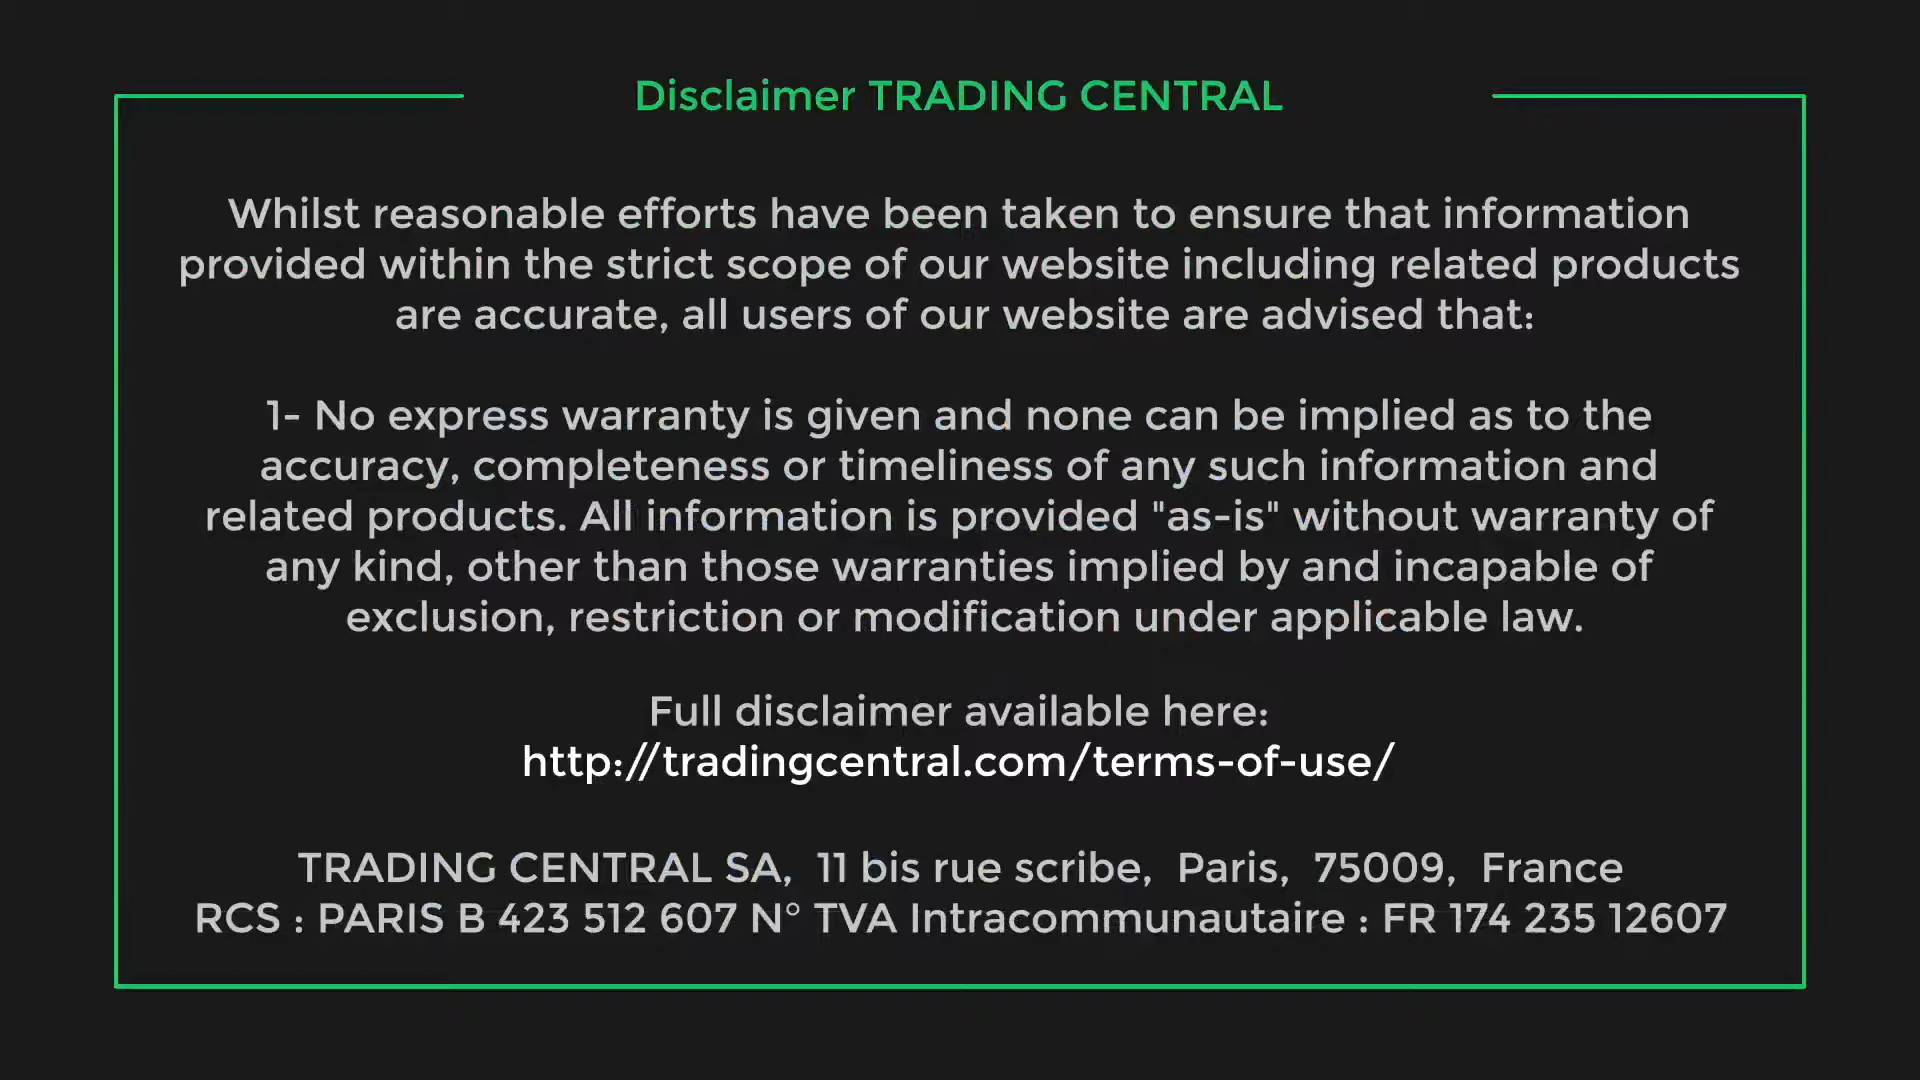 Disclaimer TRADING CENTRAL
Whilst reasonable efforts have been taken to ensure that information
provided within the strict scope of our website including related products
are accurate, all users of our website are advised that:
1- No express warranty is given and none can be implied as to the
accuracy, completeness or timeliness of any such information and
related products. All information is provided "as-is" without warranty of
any kind, other than those warranties implied by and incapable of
exclusion, restriction or modification under applicable law.
Full disclaimer available here:
http://tradingcentral.com/terms-of-use/
TRADING CENTRAL SA, 11 bis rue scribe, Paris, 75009, France
RCS : PARIS B 423 512 607 N° TVA Intracommunautaire : FR 174 235 12607